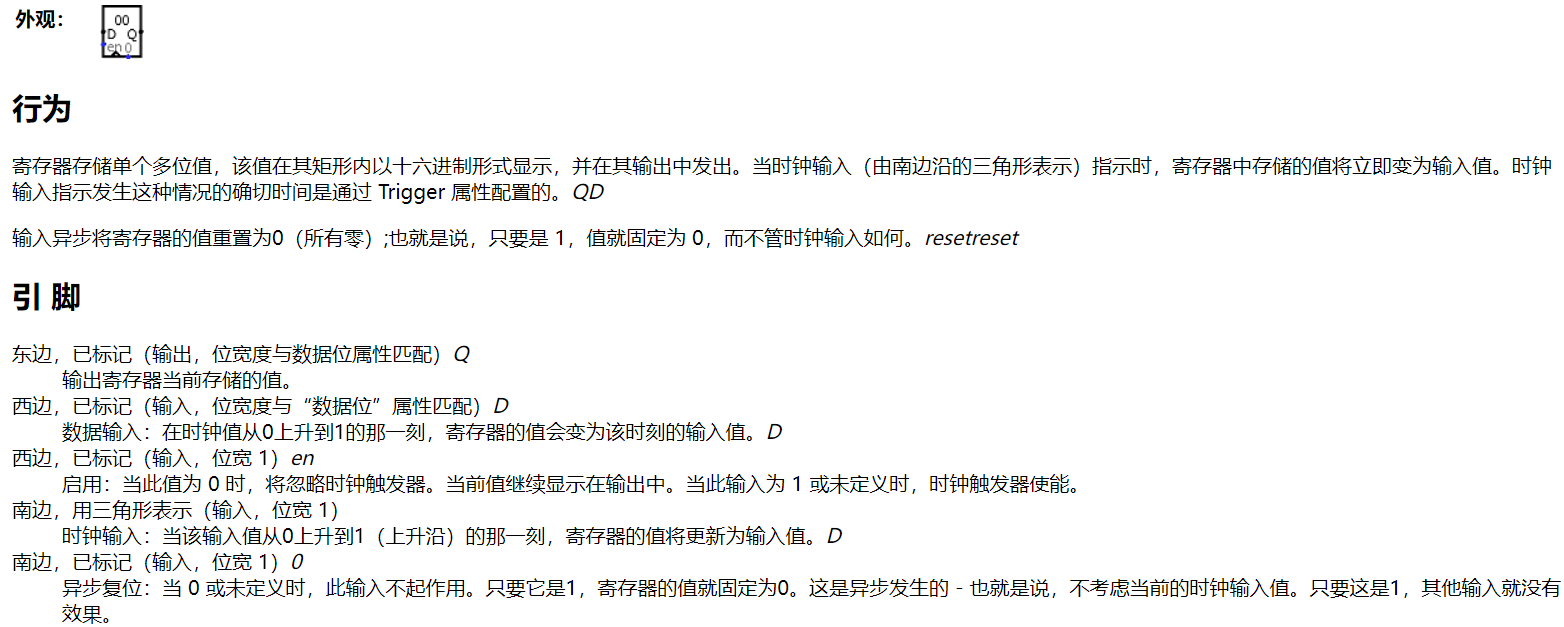 外观：
00
D Q
en 0
行为
寄存器存储单个多位值，该值在其矩形内以十六进制形式显示，并在其输出中发出。当时钟输入（由南边沿的三角形表示）指示时，寄存器中存储的值将立即变为输入值。时钟
输入指示发生这种情况的确切时间是通过 Trigger 属性配置的。QD
输入异步将寄存器的值重置为0（所有零）;也就是说，只要是 1，值就固定为 0，而不管时钟输入如何。resetreset
引 脚
东边，已标记（输出，位宽度与数据位属性匹配）Q
输出寄存器当前存储的值。
西边，已标记（输入，位宽度与“数据位”属性匹配）D
数据输入：在时钟值从0上升到1的那一刻，寄存器的值会变为该时刻的输入值。D
西边，已标记（输入，位宽 1）en
启用：当此值为 0 时，将忽略时钟触发器。当前值继续显示在输出中。当此输入为 1 或未定义时，时钟触发器使能。
南边，用三角形表示（输入，位宽 1）
时钟输入：当该输入值从0上升到1（上升沿）的那一刻，寄存器的值将更新为输入值。D
南边，已标记（输入，位宽 1）0
异步复位：当 0 或未定义时，此输入不起作用。只要它是1，寄存器的值就固定为0。这是异步发生的 - 也就是说，不考虑当前的时钟输入值。只要这是1，其他输入就没有
效果。